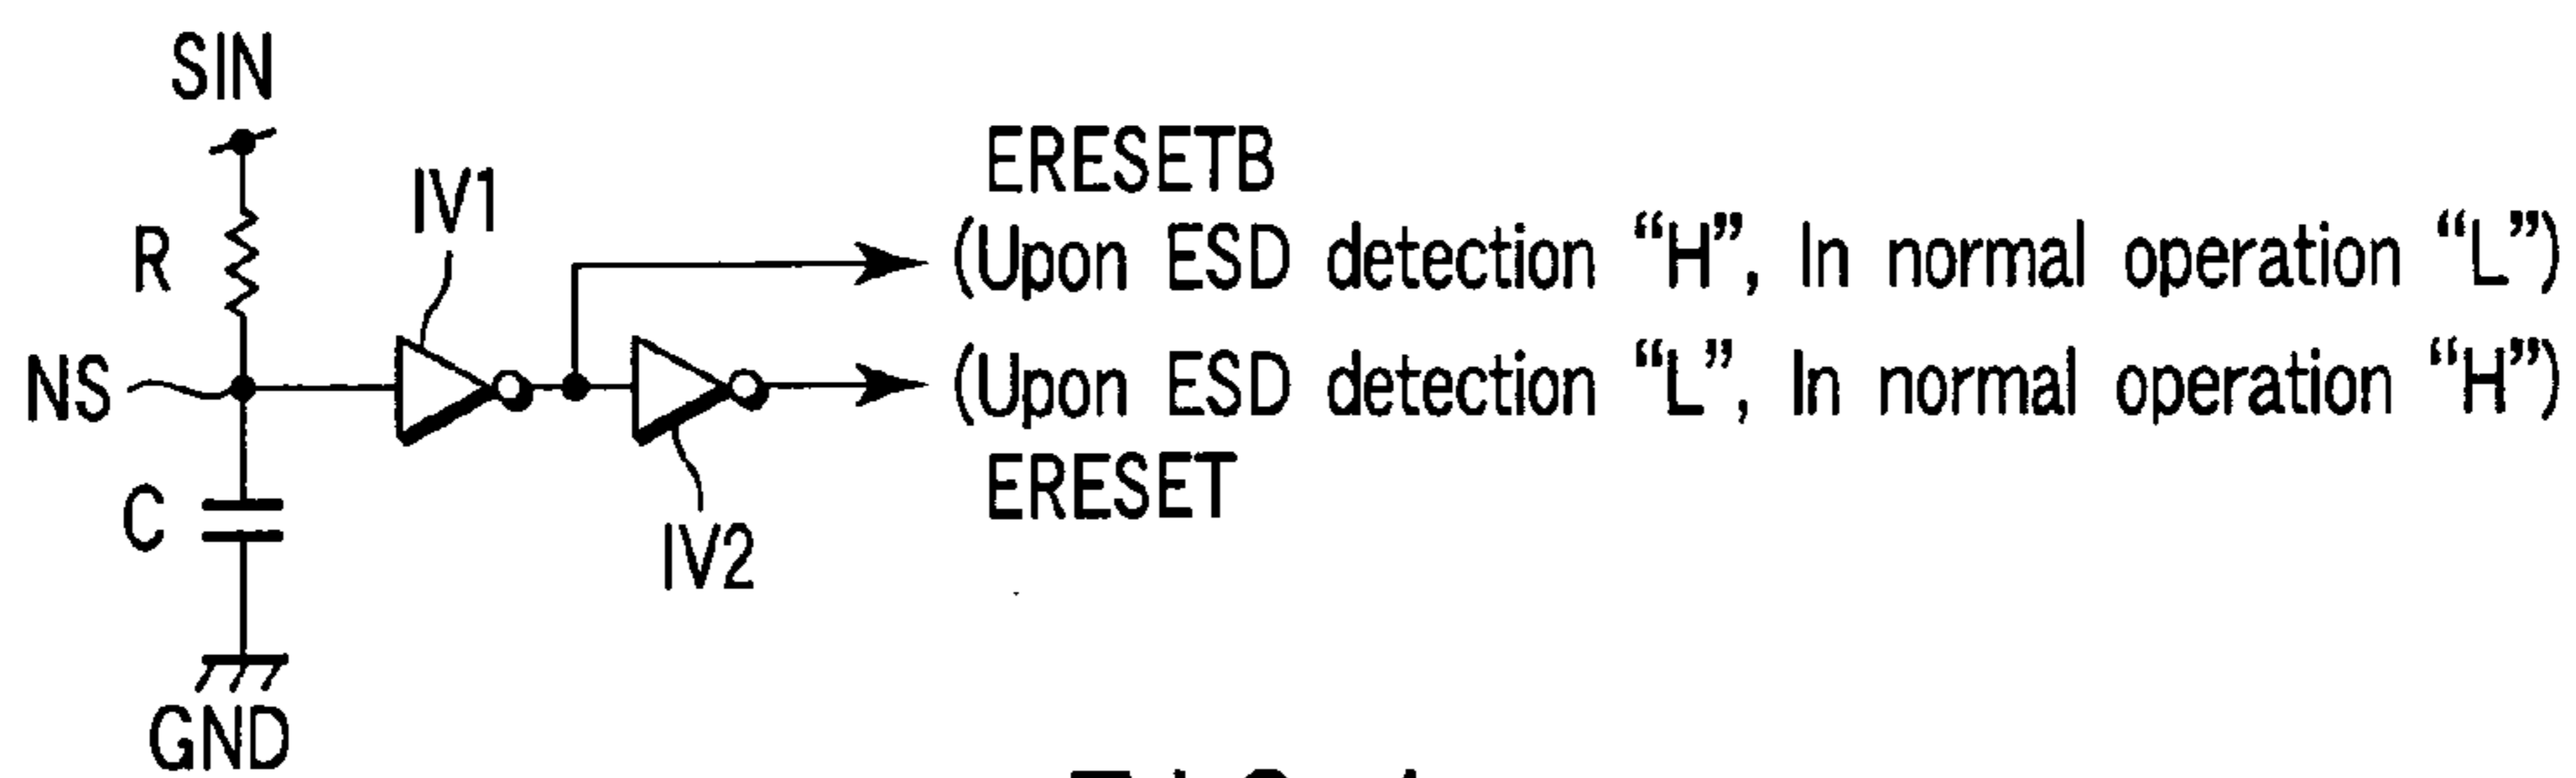 SIN
R
IV1
NS
C
GND
IV2
ERESETB
(Upon ESD detection “H”, In normal operation “L”)
(Upon ESD detection “L”, In normal operation “H”)
ERESET